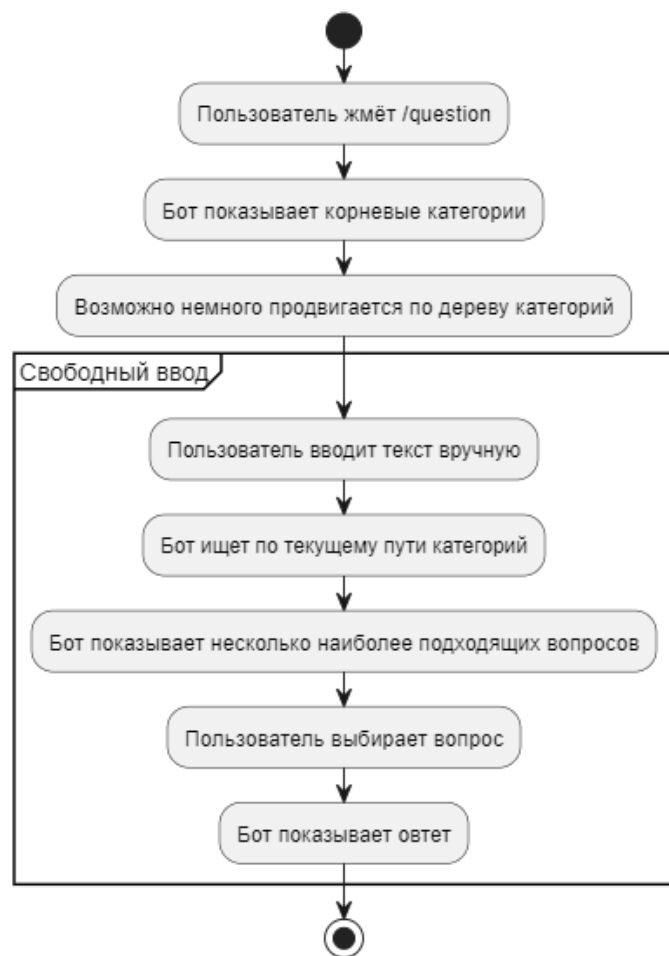 Пользователь жмёт /question
Бот показывает корневые категории
Возможно немного продвигается по дереву категорий
Свободный ввод
Пользователь вводит текст вручную
Бот ищет по текущему пути категорий
Бот показывает несколько наиболее подходящих вопросов
Пользователь выбирает вопрос
Бот показывает овтет